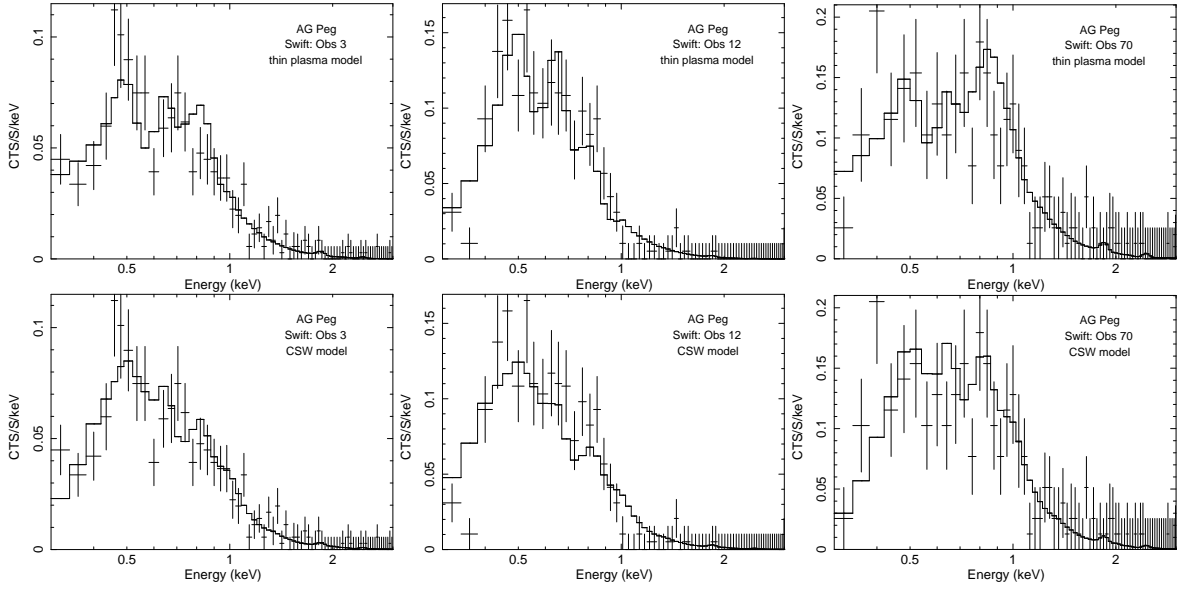 AG Peg
Swift: Obs 3
thin plasma model
0
0.05
0.1
CTS/S/keV
0.5
1
2
Energy (keV)
AG Peg
Swift: Obs 12
thin plasma model
0
0.05
0.1
0.15
CTS/S/keV
0.5
1
2
Energy (keV)
AG Peg
Swift: Obs 70
thin plasma model
0
0.05
0.1
0.15
0.2
CTS/S/keV
0.5
1
2
Energy (keV)
AG Peg
Swift: Obs 3
CSW model
0
0.05
0.1
CTS/S/keV
0.5
1
2
Energy (keV)
AG Peg
Swift: Obs 12
CSW model
0
0.05
0.1
0.15
CTS/S/keV
0.5
1
2
Energy (keV)
AG Peg
Swift: Obs 70
CSW model
0
0.05
0.1
0.15
0.2
CTS/S/keV
0.5
1
2
Energy (keV)